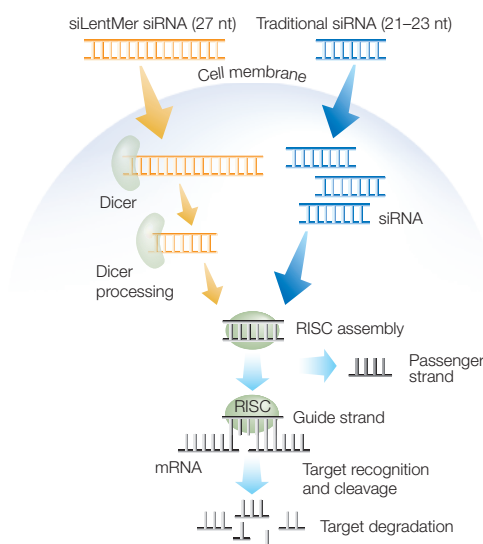 siLentMer siRNA (27 nt)
Traditional siRNA (21–23 nt)
Cell membrane
Dicer
siRNA
Dicer
processing
RISC assembly
Passenger
strand
RISC
Guide strand
mRNA
Target recognition
and cleavage
Target degradation